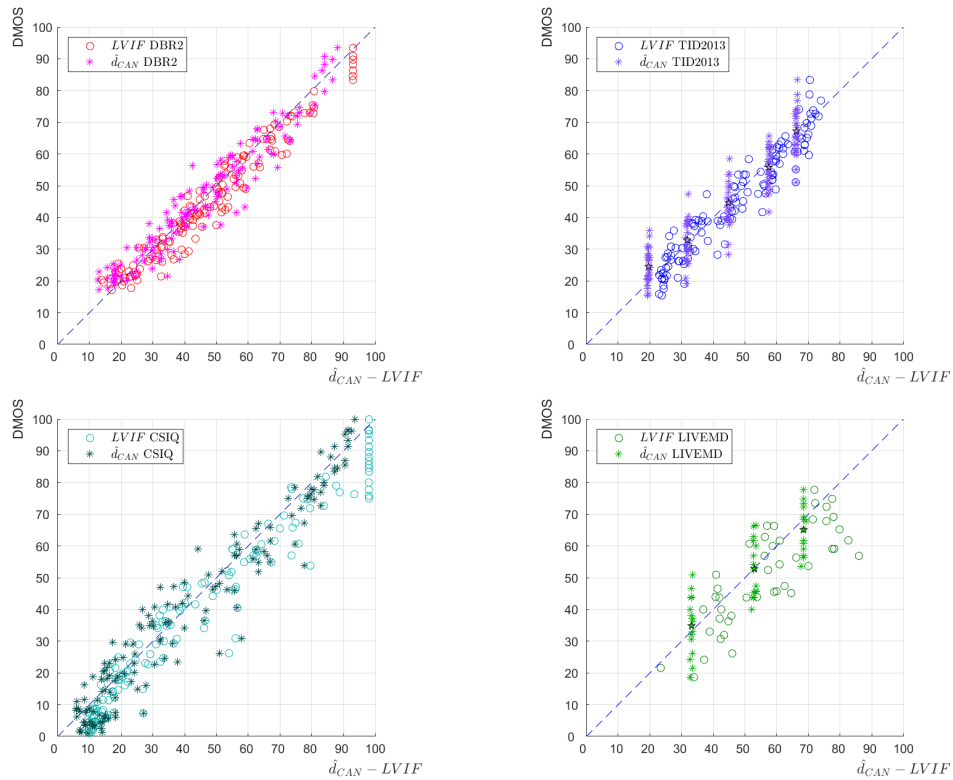 DMOS
100
90
80
70
60
50
40
30
20
10
0
LVIF DBR2
d̂CAN DBR2
0 10 20 30 40 50 60 70 80 90 100
d̂CAN − LVIF
DMOS
100
90
80
70
60
50
40
30
20
10
0
LVIF TID2013
d̂CAN TID2013
0 10 20 30 40 50 60 70 80 90 100
d̂CAN − LVIF
DMOS
100
90
80
70
60
50
40
30
20
10
0
LVIF CSIQ
d̂CAN CSIQ
0 10 20 30 40 50 60 70 80 90 100
d̂CAN − LVIF
DMOS
100
90
80
70
60
50
40
30
20
10
0
LVIF LIVEMD
d̂CAN LIVEMD
0 10 20 30 40 50 60 70 80 90 100
d̂CAN − LVIF